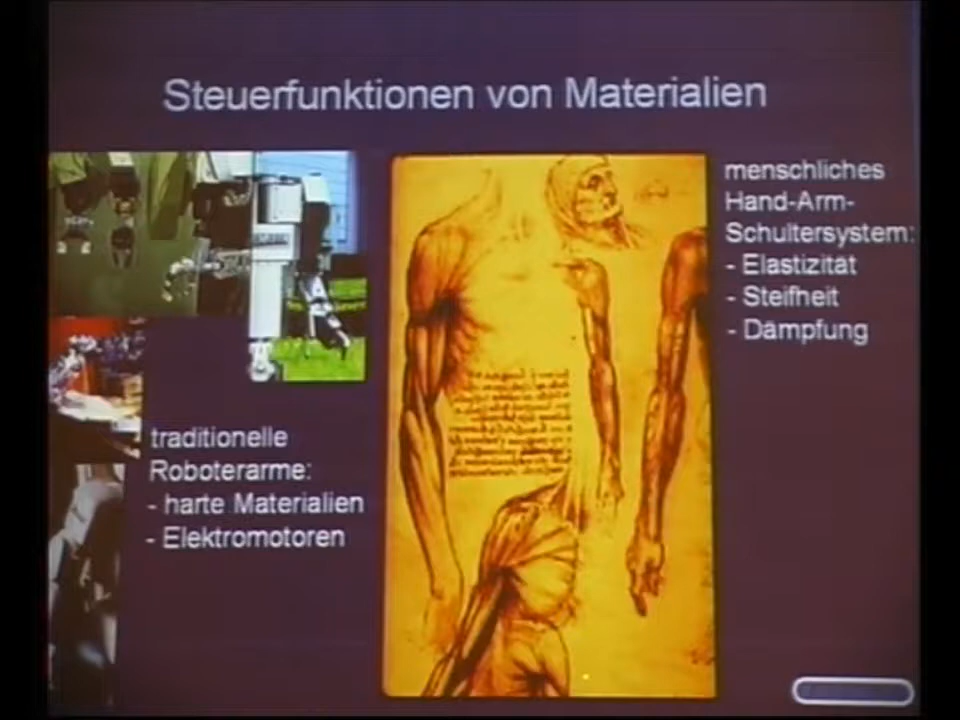 Steuerfunktionen von Materialien
traditionelle
Roboterarme:
- harte Materialien
- Elektromotoren
menschliches
Hand-Arm-
Schultersystem:
- Elastizität
- Steifheit
- Dämpfung